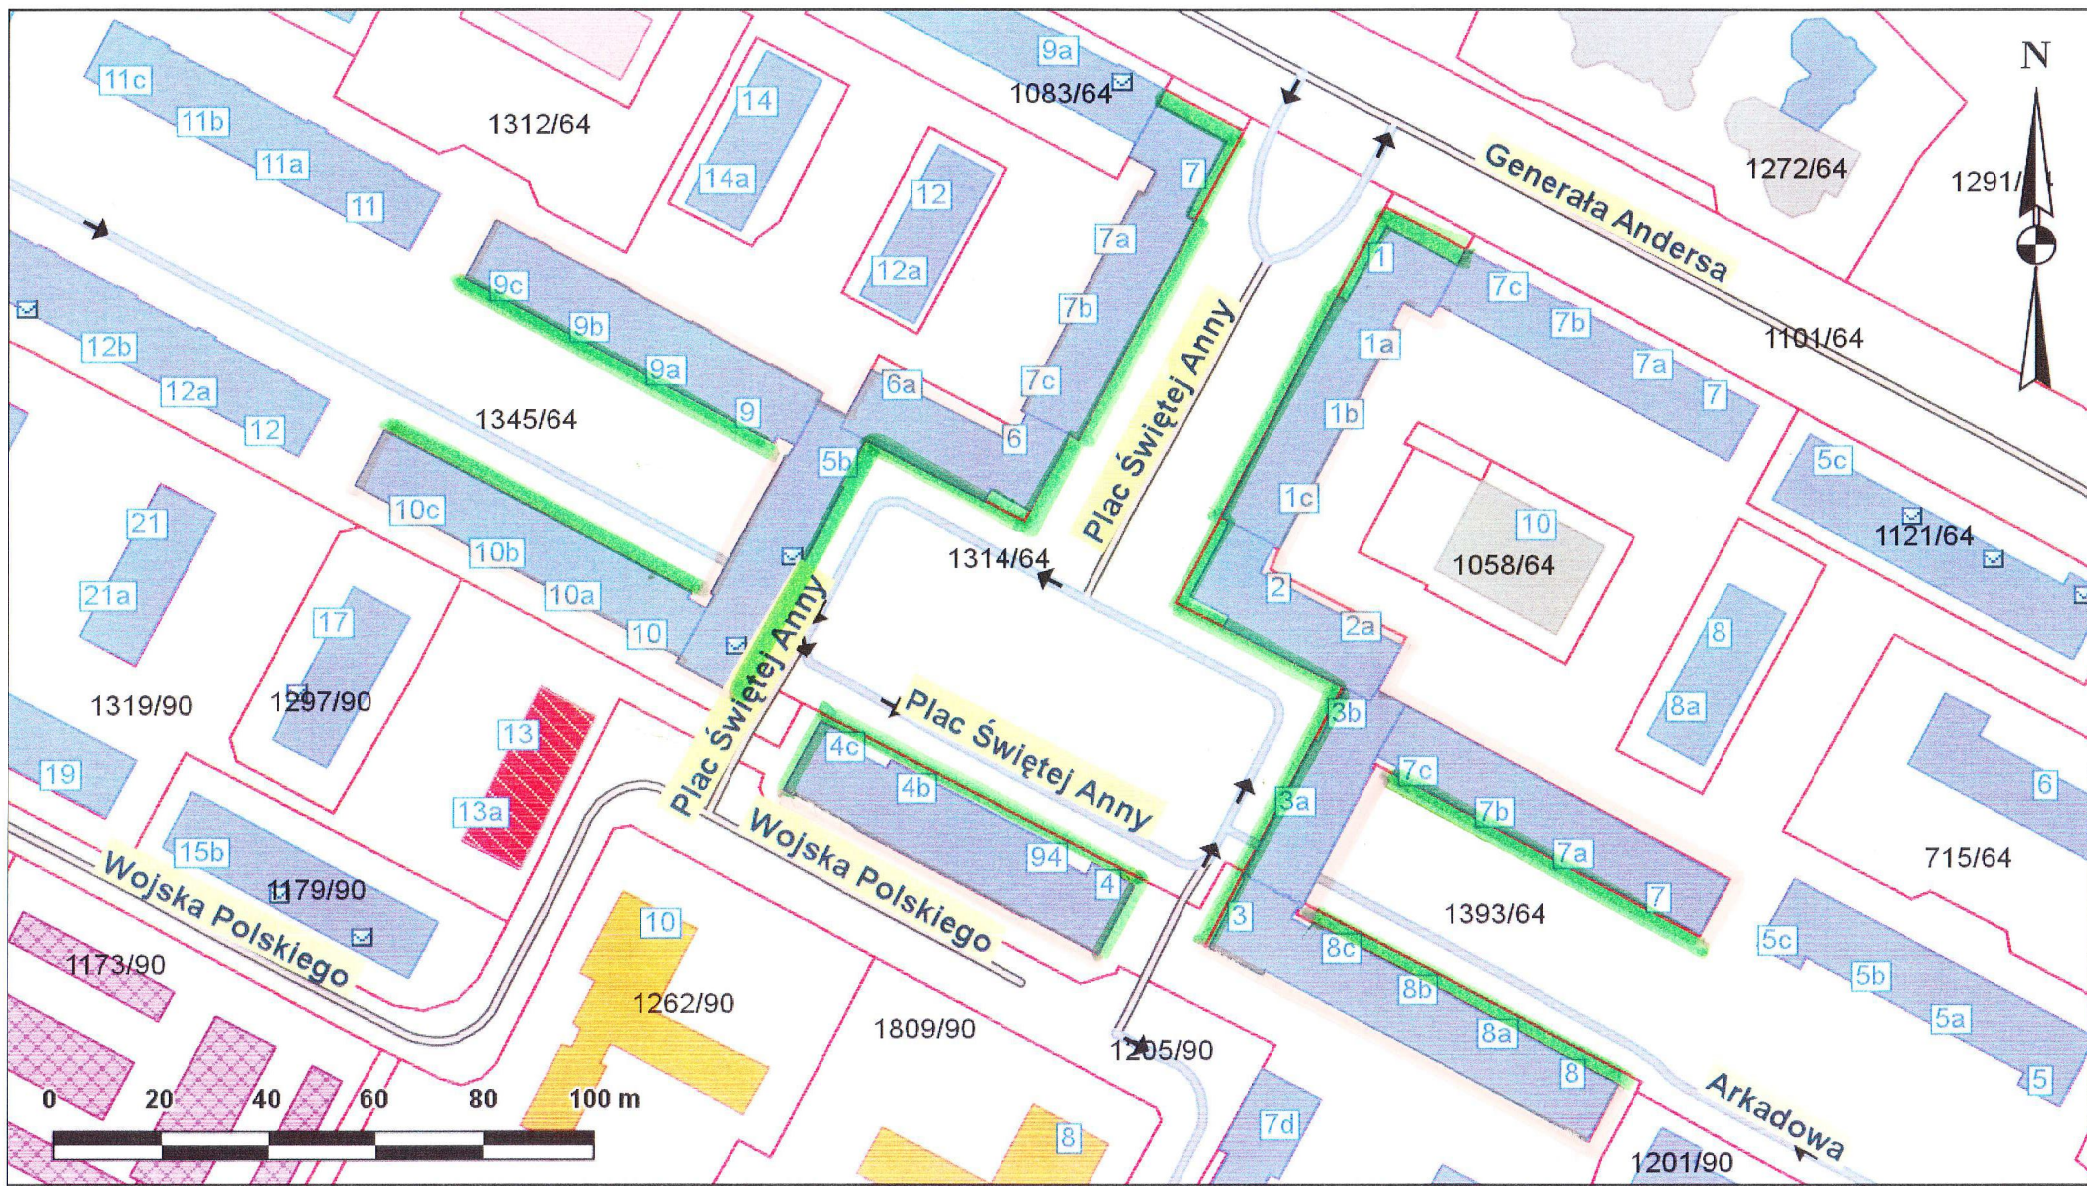 9a
1083/64
N
11c
11b
11a
11
1312/64
14
14a
12
12a
7
7a
7b
7c
Generała Andersa
1272/64
1291/
9c
9b
9a
9
6a
6
5b
1
1a
1b
1c
7c
7b
7a
7
1101/64
12b
12a
12
1345/64
10c
10b
10a
10
Plac Świętej Anny
1314/64
2
2a
10
1058/64
5c
1121/64
21
21a
17
1297/90
1319/90
13
13a
19
15b
1179/90
Plac Świętej Anny
Plac Świętej Anny
4c
4b
94
4
3b
3a
3
8
8a
6
715/64
7c
7b
7a
7
1393/64
8c
8b
8a
8
5c
5b
5a
5
Wojska Polskiego
Wojska Polskiego
1173/90
10
1262/90
1809/90
1205/90
7d
8
Arkadowa
1201/90
0 20 40 60 80 100 m